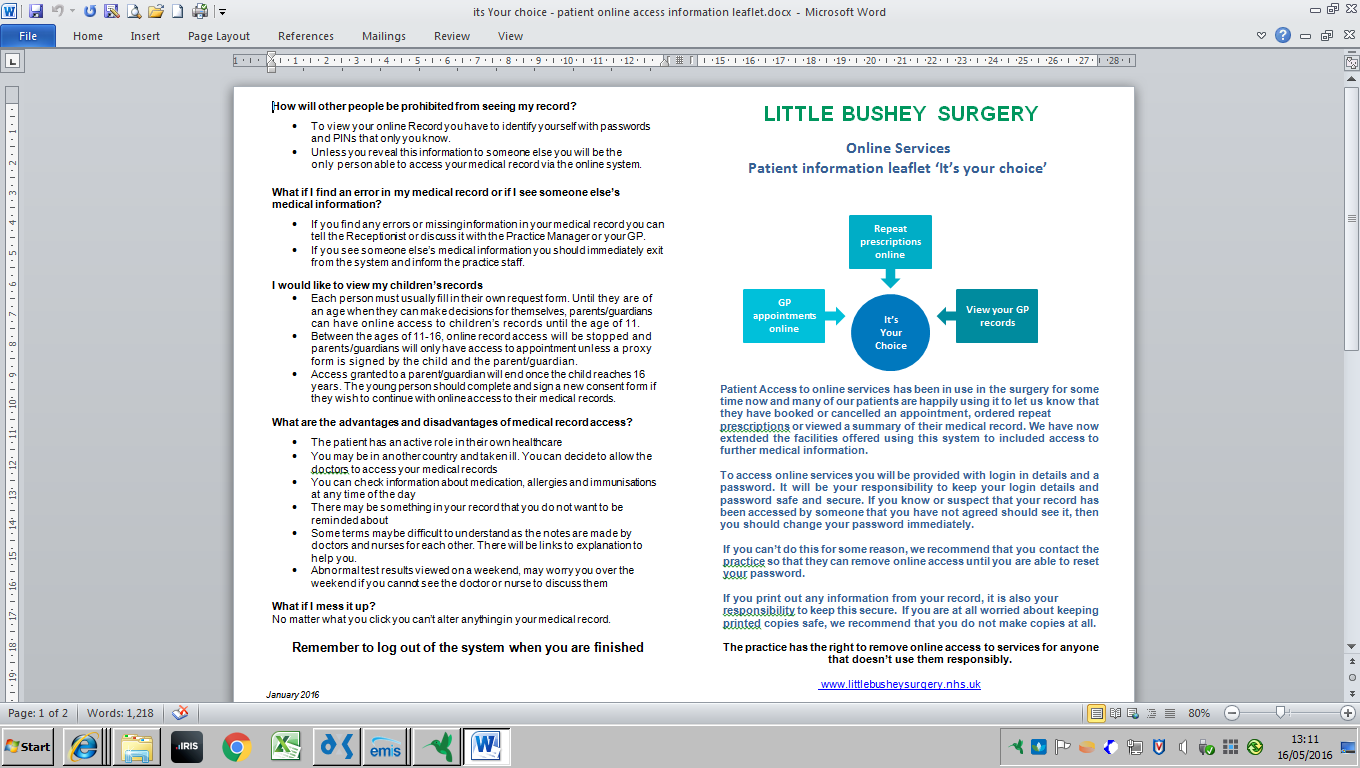 its Your choice - patient online access information leaflet.docx - Microsoft Word
File Home Insert Page Layout References Mailings Review View
1 1 2 3 4 5 6 7 8 9 10 11 12 15 16 17 18 19 20 21 22 23 24 25 26 27 28
How will other people be prohibited from seeing my record?
• To view your online Record you have to identify yourself with passwords
and PINs that only you know.
• Unless you reveal this information to someone else you will be the
only person able to access your medical record via the online system.
What if I find an error in my medical record or if I see someone else's
medical information?
• If you find any errors or missing information in your medical record you can
tell the Receptionist or discuss it with the Practice Manager or your GP.
• If you see someone else's medical information you should immediately exit
from the system and inform the practice staff.
I would like to view my children's records
• Each person must usually fill in their own request form. Until they are of
an age when they can make decisions for themselves, parents/guardians
can have online access to children's records until the age of 11.
• Between the ages of 11-16, online record access will be stopped and
parents/guardians will only have access to appointment unless a proxy
form is signed by the child and the parent/guardian.
• Access granted to a parent/guardian will end once the child reaches 16
years. The young person should complete and sign a new consent form if
they wish to continue with online access to their medical records.
What are the advantages and disadvantages of medical record access?
• The patient has an active role in their own healthcare
• You may be in another country and taken ill. You can decide to allow the
doctors to access your medical records
• You can check information about medication, allergies and immunisations
at any time of the day
• There may be something in your record that you do not want to be
reminded about
• Some terms maybe difficult to understand as the notes are made by
doctors and nurses for each other. There will be links to explanation to
help you.
• Abnormal test results viewed on a weekend, may worry you over the
weekend if you cannot see the doctor or nurse to discuss them
What if I mess it up?
No matter what you click you can't alter anything in your medical record.
Remember to log out of the system when you are finished
January 2016
LITTLE BUSHEY SURGERY
Online Services
Patient information leaflet ‘It’s your choice’
Repeat
prescriptions
online
GP
appointments
online
It's
Your
Choice
View your GP
records
Patient Access to online services has been in use in the surgery for some
time now and many of our patients are happily using it to let us know that
they have booked or cancelled an appointment, ordered repeat
prescriptions or viewed a summary of their medical record. We have now
extended the facilities offered using this system to included access to
further medical information.
To access online services you will be provided with login in details and a
password. It will be your responsibility to keep your login details and
password safe and secure. If you know or suspect that your record has
been accessed by someone that you have not agreed should see it, then
you should change your password immediately.
If you can't do this for some reason, we recommend that you contact the
practice so that they can remove online access until you are able to reset
your password.
If you print out any information from your record, it is also your
responsibility to keep this secure. If you are at all worried about keeping
printed copies safe, we recommend that you do not make copies at all.
The practice has the right to remove online access to services for anyone
that doesn't use them responsibly.
www.littlebusheysurgery.nhs.uk
Page: 1 of 2 Words: 1,218 80%
Start IRIS emis 13:11
16/05/2016